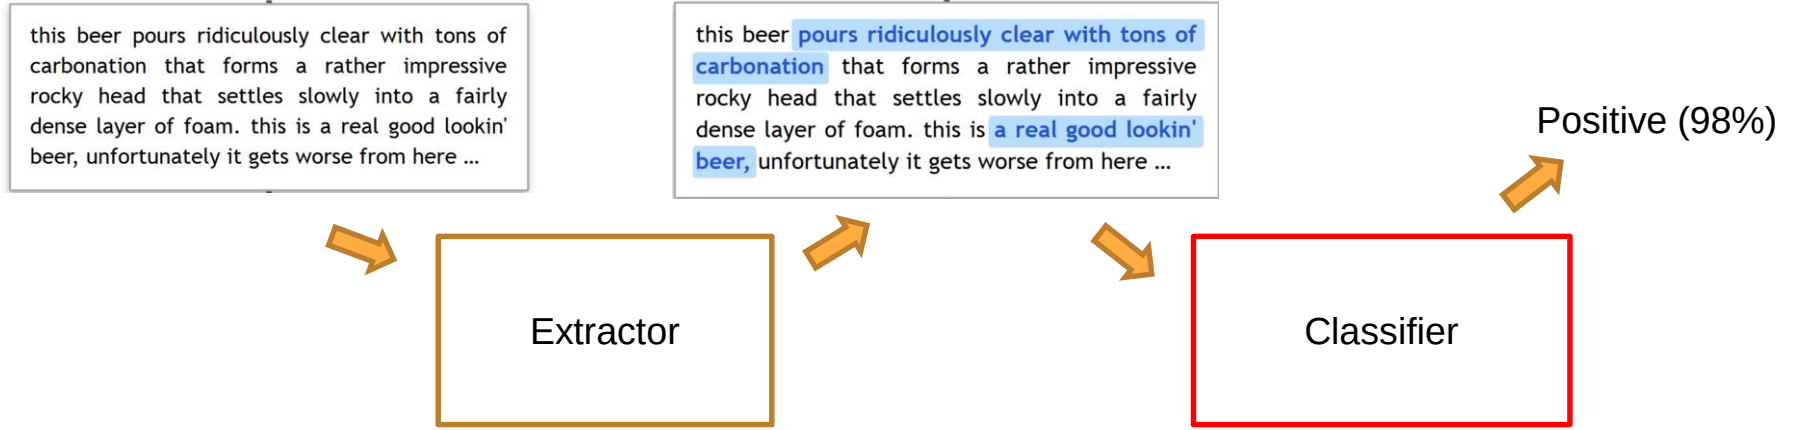 this beer pours ridiculously clear with tons of
carbonation that forms a rather impressive
rocky head that settles slowly into a fairly
dense layer of foam. this is a real good lookin'
beer, unfortunately it gets worse from here ...
this beer pours ridiculously clear with tons of
carbonation that forms a rather impressive
rocky head that settles slowly into a fairly
dense layer of foam. this is a real good lookin'
beer, unfortunately it gets worse from here ...
Positive (98%)
Extractor
Classifier